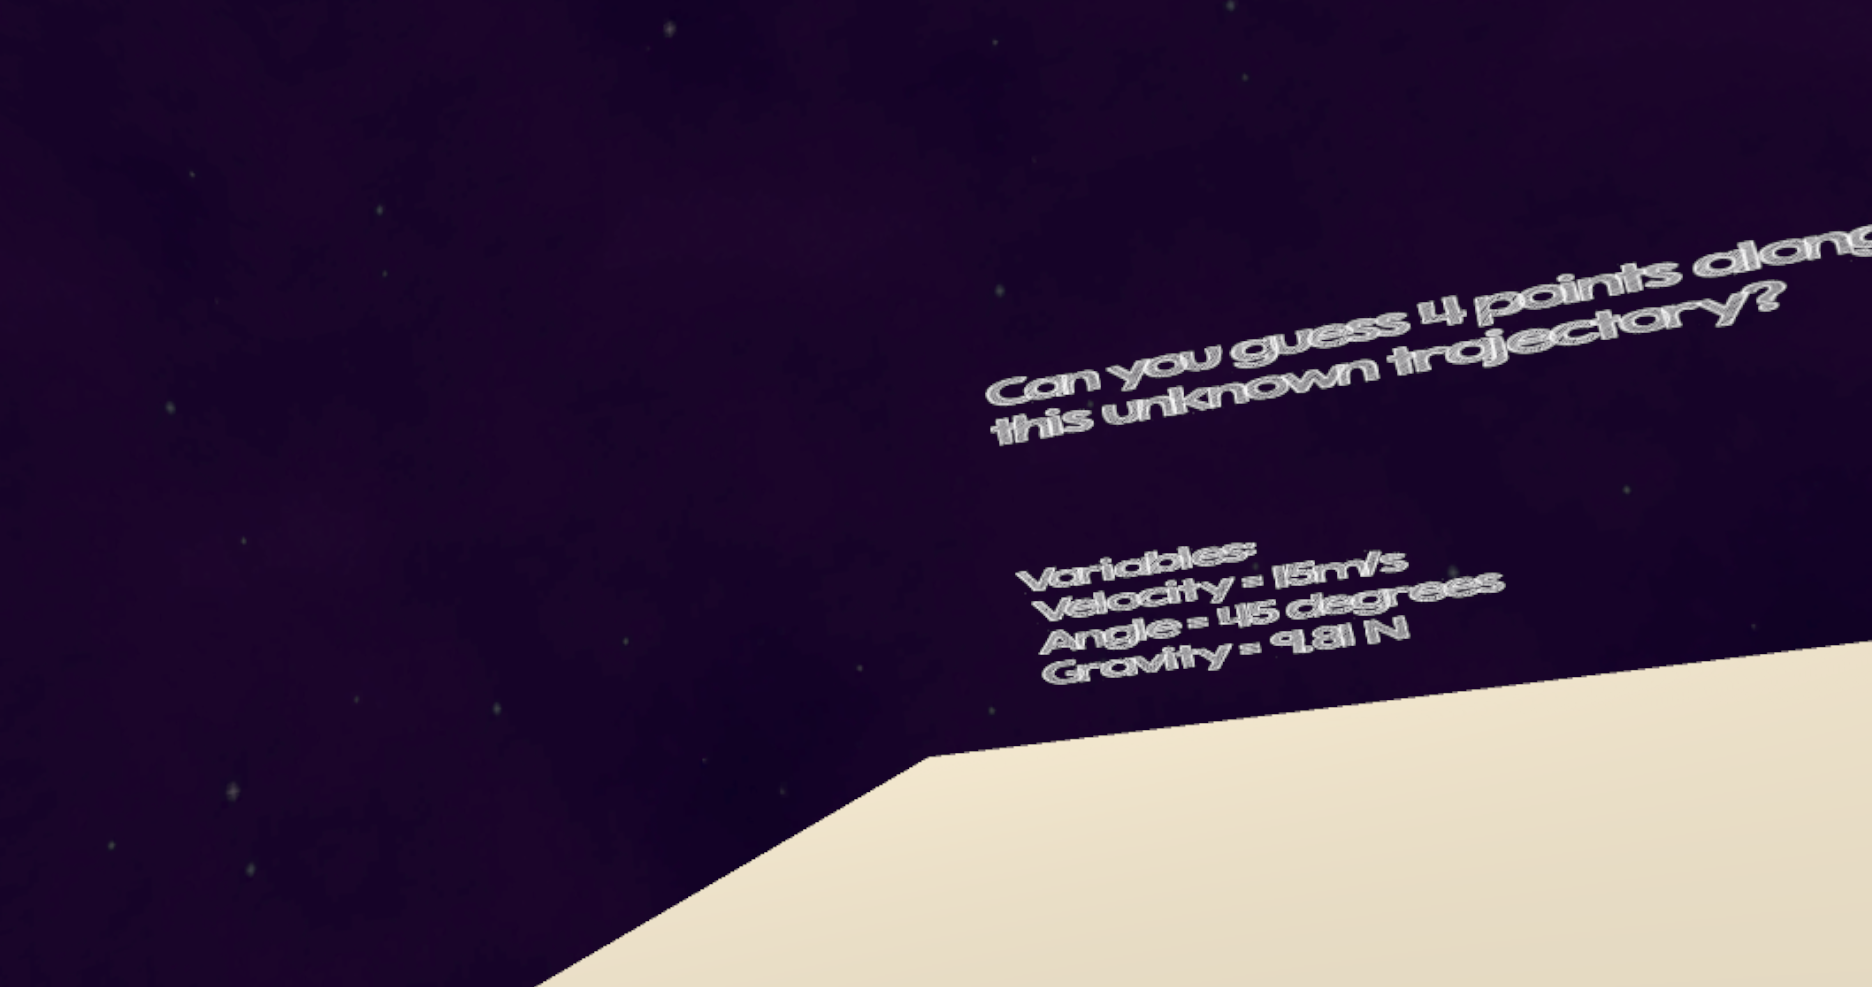 Can you guess 4 points along
this unknown trajectory?
Variables:
Velocity = 15m/s
Angle = 45 degrees
Gravity = 9.81 N